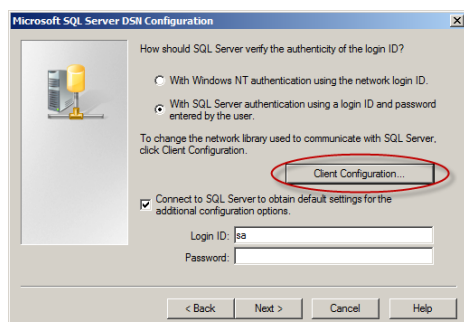 Microsoft SQL Server DSN Configuration
How should SQL Server verify the authenticity of the login ID?
With Windows NT authentication using the network login ID.
With SQL Server authentication using a login ID and password
entered by the user.
To change the network library used to communicate with SQL Server,
click Client Configuration.
Client Configuration...
Connect to SQL Server to obtain default settings for the
additional configuration options.
Login ID: sa
Password:
< Back Next > Cancel Help